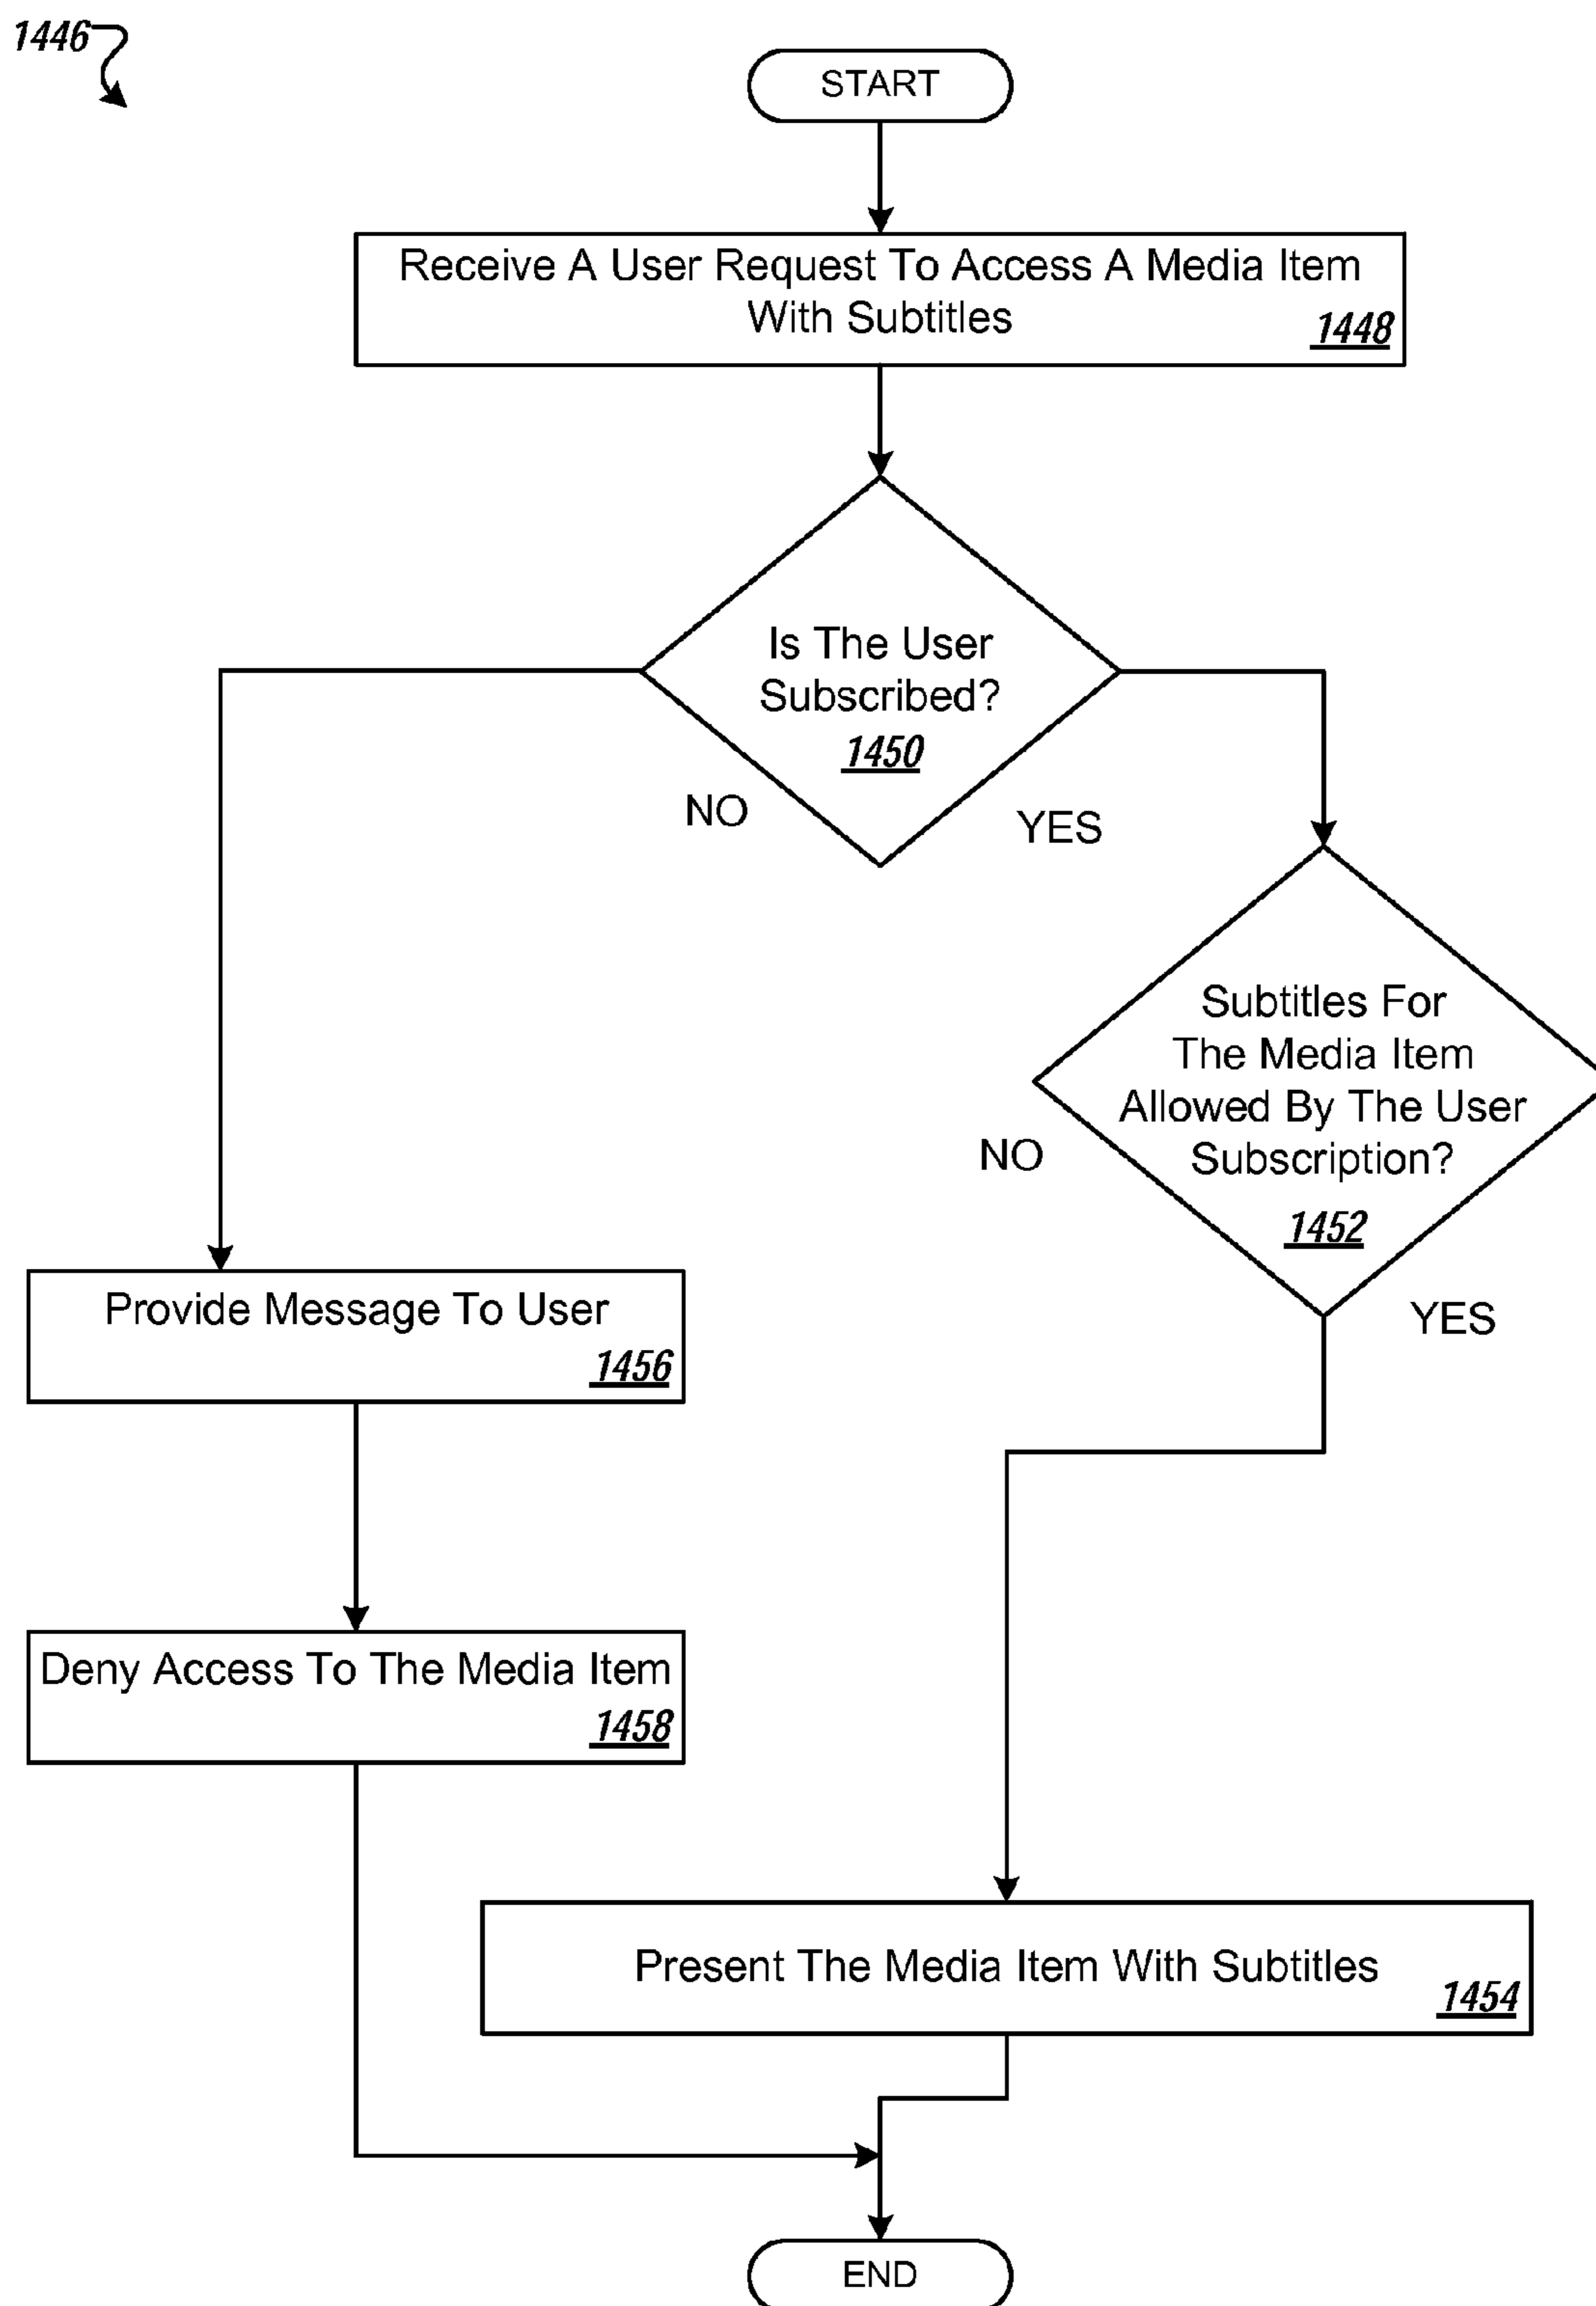 1446
START
Receive A User Request To Access A Media Item
With Subtitles
1448
Is The User
Subscribed?
1450
NO
YES
Subtitles For
The Media Item
Allowed By The User
Subscription?
1452
NO
YES
Provide Message To User
1456
Deny Access To The Media Item
1458
Present The Media Item With Subtitles
1454
END